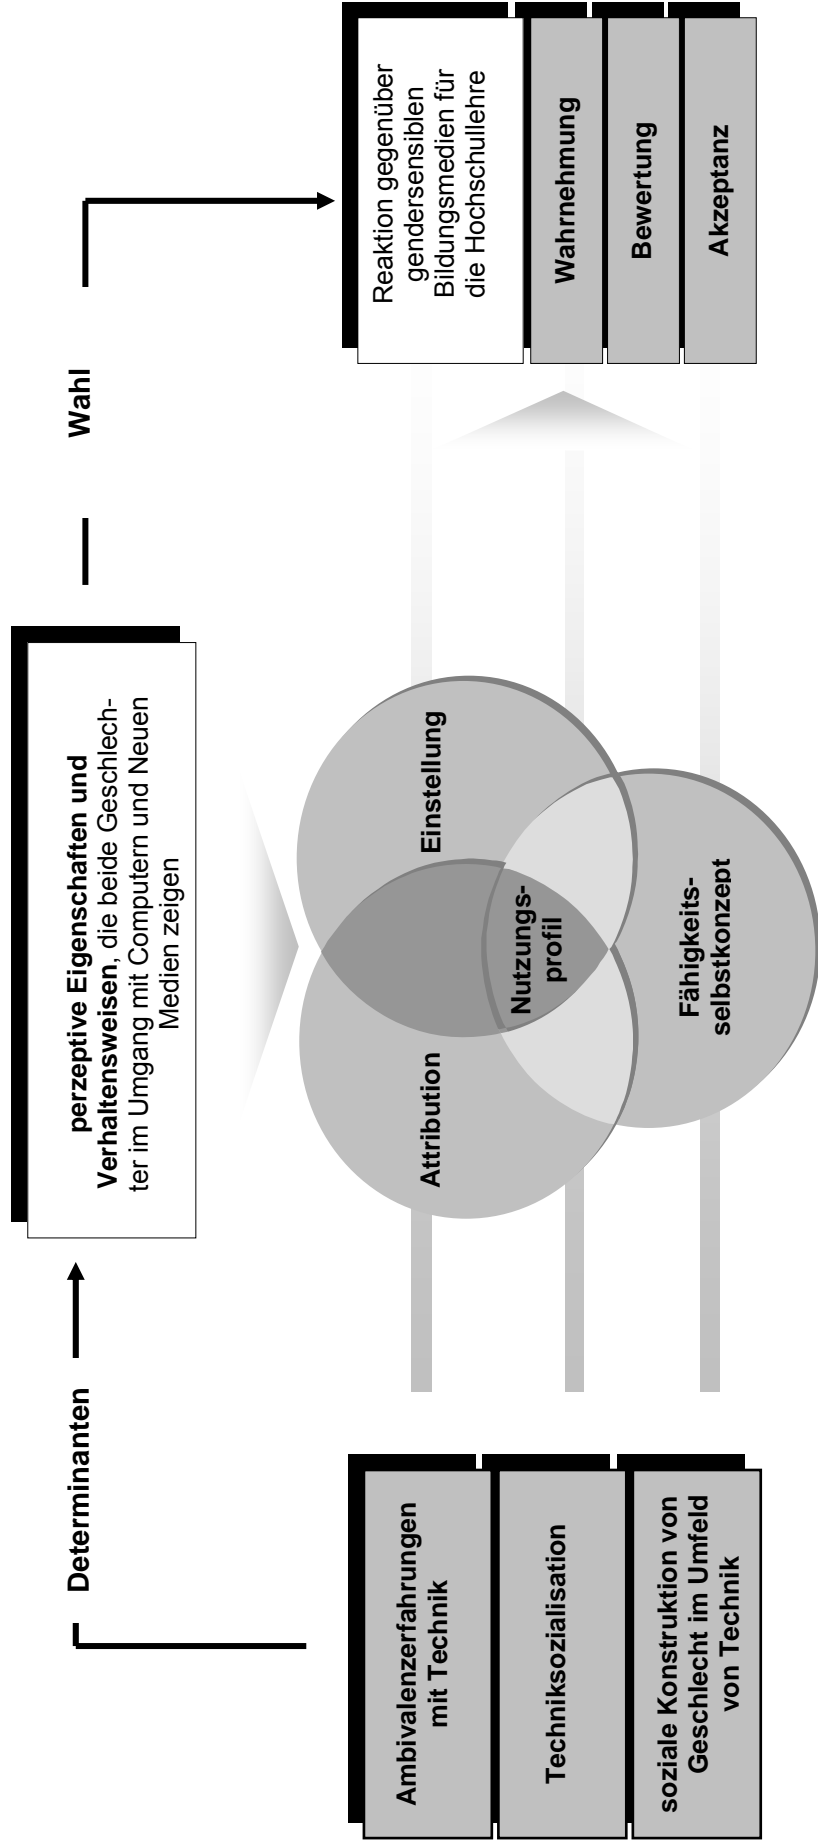 Determinanten
Wahl
perzeptive Eigenschaften und
Verhaltensweisen, die beide Geschlech-
ter im Umgang mit Computern und Neuen
Medien zeigen
Ambivalenzerfahrungen
mit Technik
Techniksozialisation
soziale Konstruktion von
Geschlecht im Umfeld
von Technik
Attribution
Einstellung
Nutzungs-
profil
Fähigkeits-
selbstkonzept
Reaktion gegenüber
gendersensiblen
Bildungsmedien für
die Hochschullehre
Wahrnehmung
Bewertung
Akzeptanz